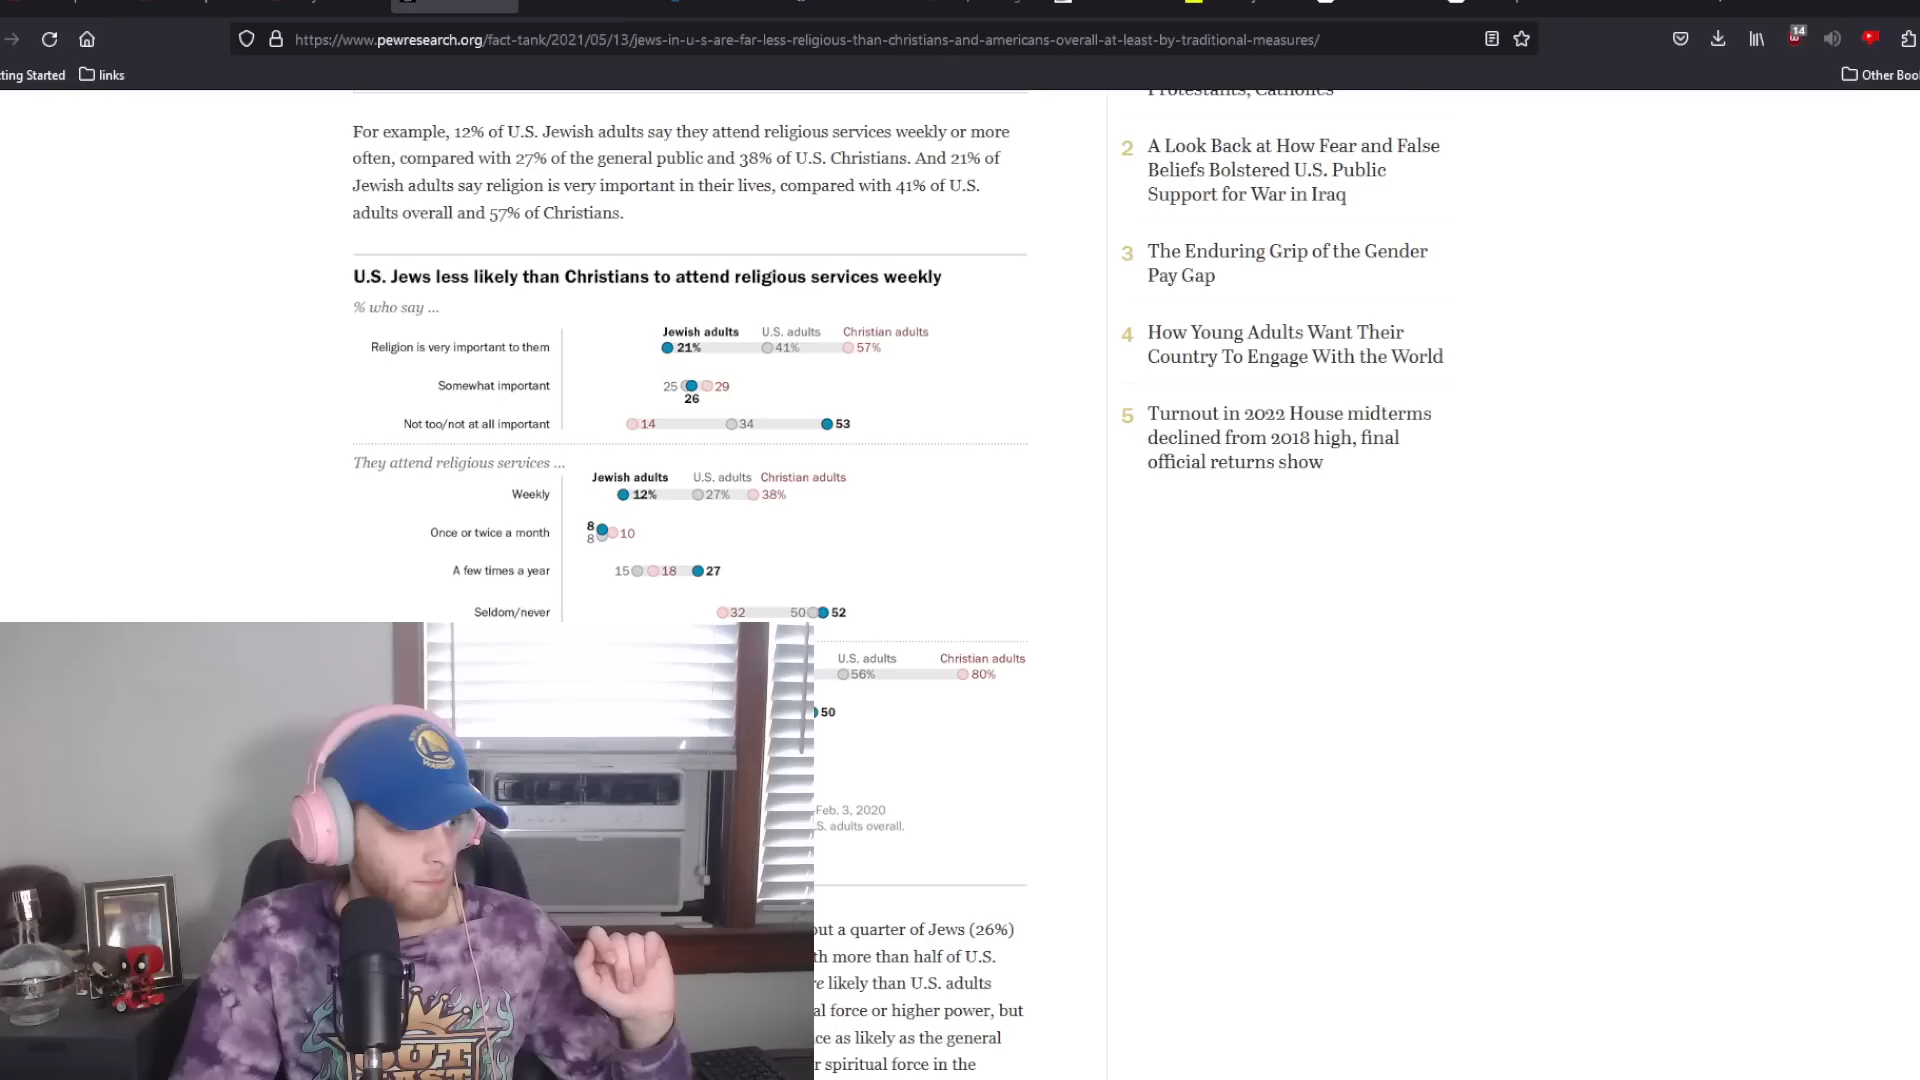 https://www.pewresearch.org/fact-tank/2021/05/13/jews-in-u-s-are-far-less-religious-than-christians-and-americans-overall-at-least-by-traditional-measures/
14
ting Started
links
Other Boo
Protestants, Catholics
For example, 12% of U.S. Jewish adults say they attend religious services weekly or more
often, compared with 27% of the general public and 38% of U.S. Christians. And 21% of
Jewish adults say religion is very important in their lives, compared with 41% of U.S.
adults overall and 57% of Christians.
2 A Look Back at How Fear and False
Beliefs Bolstered U.S. Public
Support for War in Iraq
3 The Enduring Grip of the Gender
Pay Gap
4 How Young Adults Want Their
Country To Engage With the World
5 Turnout in 2022 House midterms
declined from 2018 high, final
official returns show
U.S. Jews less likely than Christians to attend religious services weekly
% who say ...
Jewish adults U.S. adults Christian adults
Religion is very important to them 21% 41% 57%
Somewhat important 25 29
26
Not too/not at all important 14 34 53
They attend religious services ...
Jewish adults U.S. adults Christian adults
Weekly 12% 27% 38%
8
Once or twice a month 10
8
A few times a year 15 18 27
Seldom/never 32 50 52
U.S. adults Christian adults
56% 80%
50
Feb. 3, 2020
S. adults overall.
out a quarter of Jews (26%)
th more than half of U.S.
re likely than U.S. adults
al force or higher power, but
ce as likely as the general
r spiritual force in the
WARRIORS
OUT